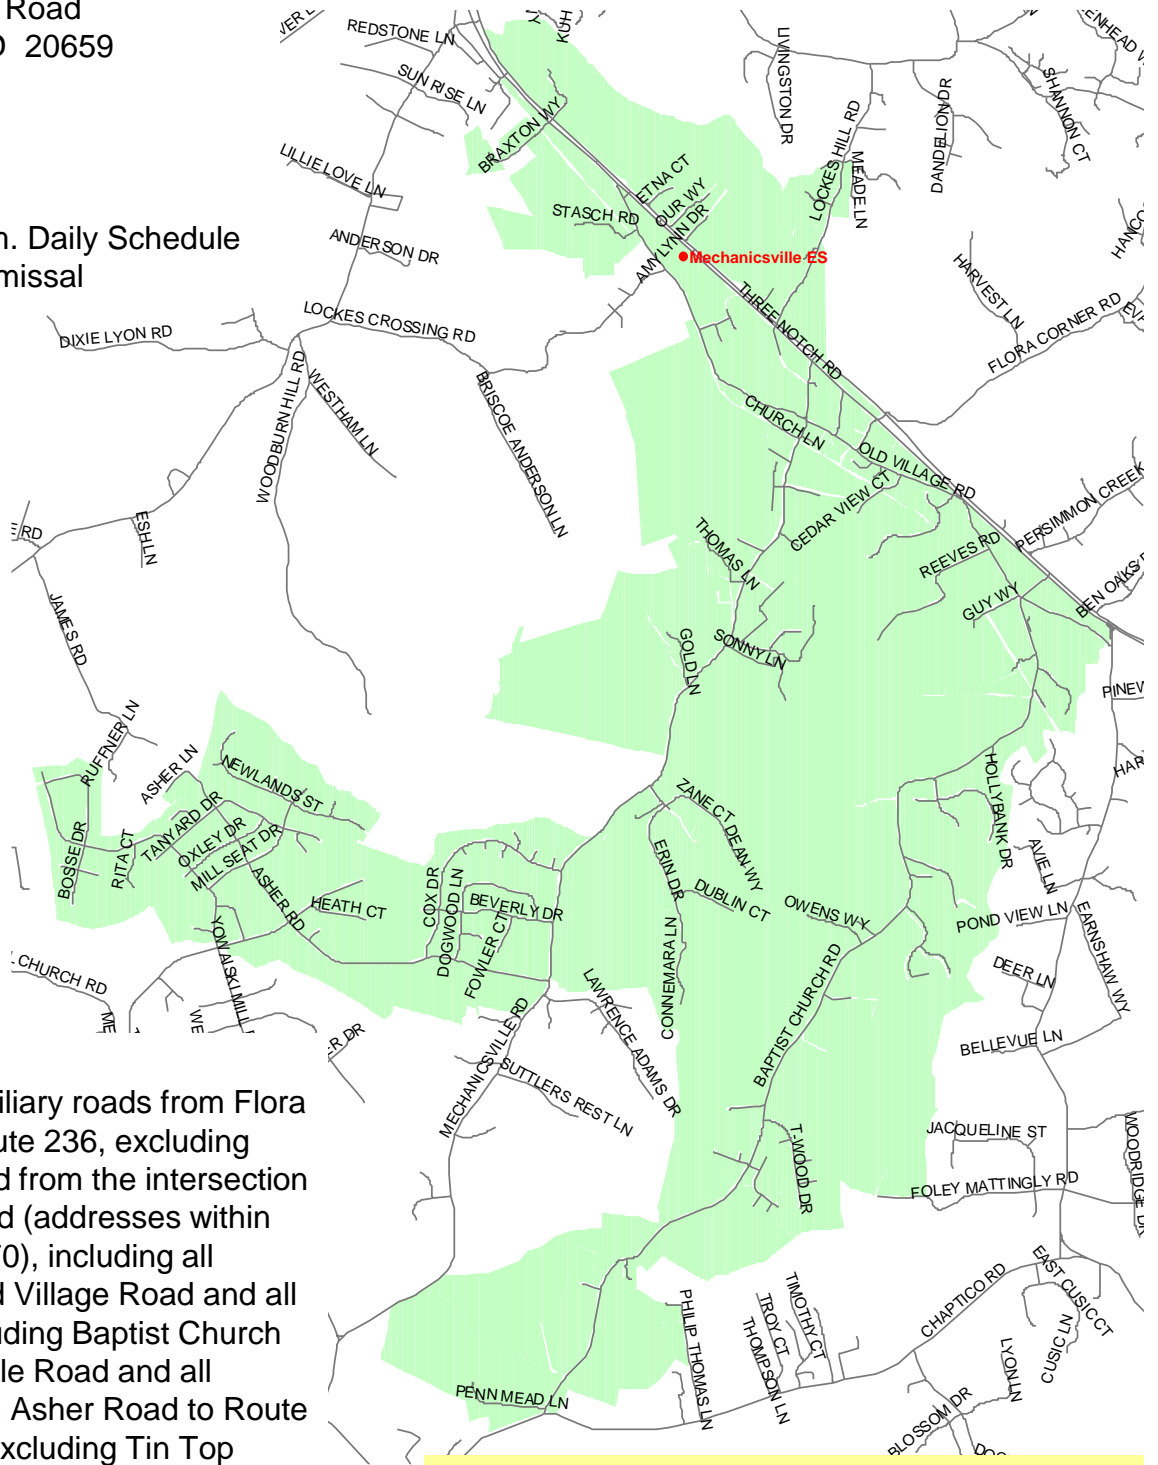 Road
20659
n. Daily Schedule
missal
REDSTONE LN
SUN RISE LN
BRAXTON WY
LILLIE LOVE LN
ANDERSON DR
STASCH RD
ETNA CT
OUR WY
AMY LYNN DR
Mechanicsville ES
LIVINGSTON DR
LOCKES HILL RD
MEADE LN
DANDELION DR
SHANNON CT
HARVEST LN
FLORA CORNER RD
DIXIE LYON RD
LOCKES CROSSING RD
WOODBURN HILL RD
WESTHAM LN
BRISCOE ANDERSON LN
THREE NOTCH RD
CHURCH LN
OLD VILLAGE RD
CEDAR VIEW CT
PERSIMMON CREEK
REEVES RD
GUY WY
BEN OAKS
THOMAS LN
SONNY LN
GOLD LN
E RD
ESH LN
JAMES RD
RUFFNER LN
ASHER LN
NEWLANDS ST
TANYARD DR
OXLEY DR
MILL SEAT DR
BOSSE DR
RITA CT
ASHER RD
HEATH CT
COX DR
DOGWOOD LN
BEVERLY DR
FOWLER CT
YOWAISKI MILL
ZANE CT
DEAN WY
ERIN DR
DUBLIN CT
CONNEMARA LN
OWENS WY
HOLLYBANK DR
AVIE LN
POND VIEW LN
EARNSHAW WY
DEER LN
BELLEVUE LN
PINEW
HAR
L CHURCH RD
WE
ER DR
MECHANICSVILLE RD
LAWRENCE ADAMS DR
SUTTLERS REST LN
BAPTIST CHURCH RD
T-WOOD DR
JACQUELINE ST
FOLEY MATTINGLY RD
WOODRIDGE DR
iliary roads from Flora
ute 236, excluding
d from the intersection
d (addresses within
70), including all
d Village Road and all
uding Baptist Church
le Road and all
Asher Road to Route
excluding Tin Top
PENN MEAD LN
PHILIP THOMAS LN
THOMPSON LN
TROY CT
TIMOTHY CT
CHAPTICO RD
EAST CUSIC CT
CUSIC LN
LYON LN
BLOSSOM DR